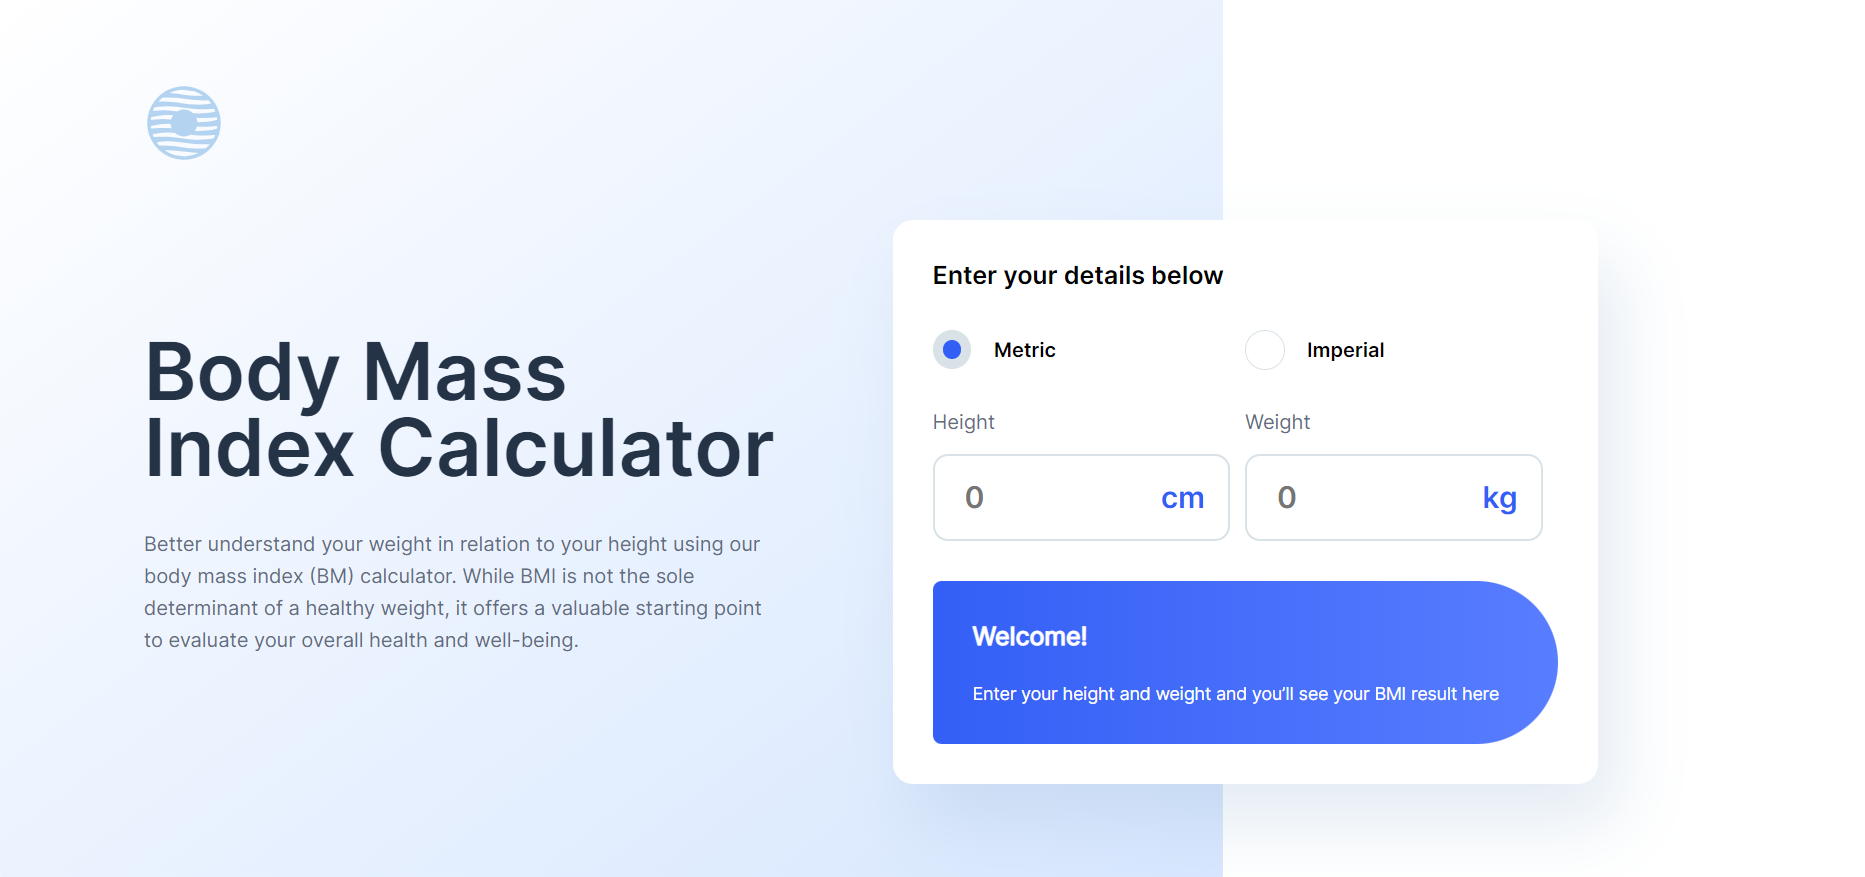 Body Mass
Index Calculator
Better understand your weight in relation to your height using our
body mass index (BM) calculator. While BMI is not the sole
determinant of a healthy weight, it offers a valuable starting point
to evaluate your overall health and well-being.
Enter your details below
Metric Imperial
Height Weight
0 cm 0 kg
Welcome!
Enter your height and weight and you’ll see your BMI result here